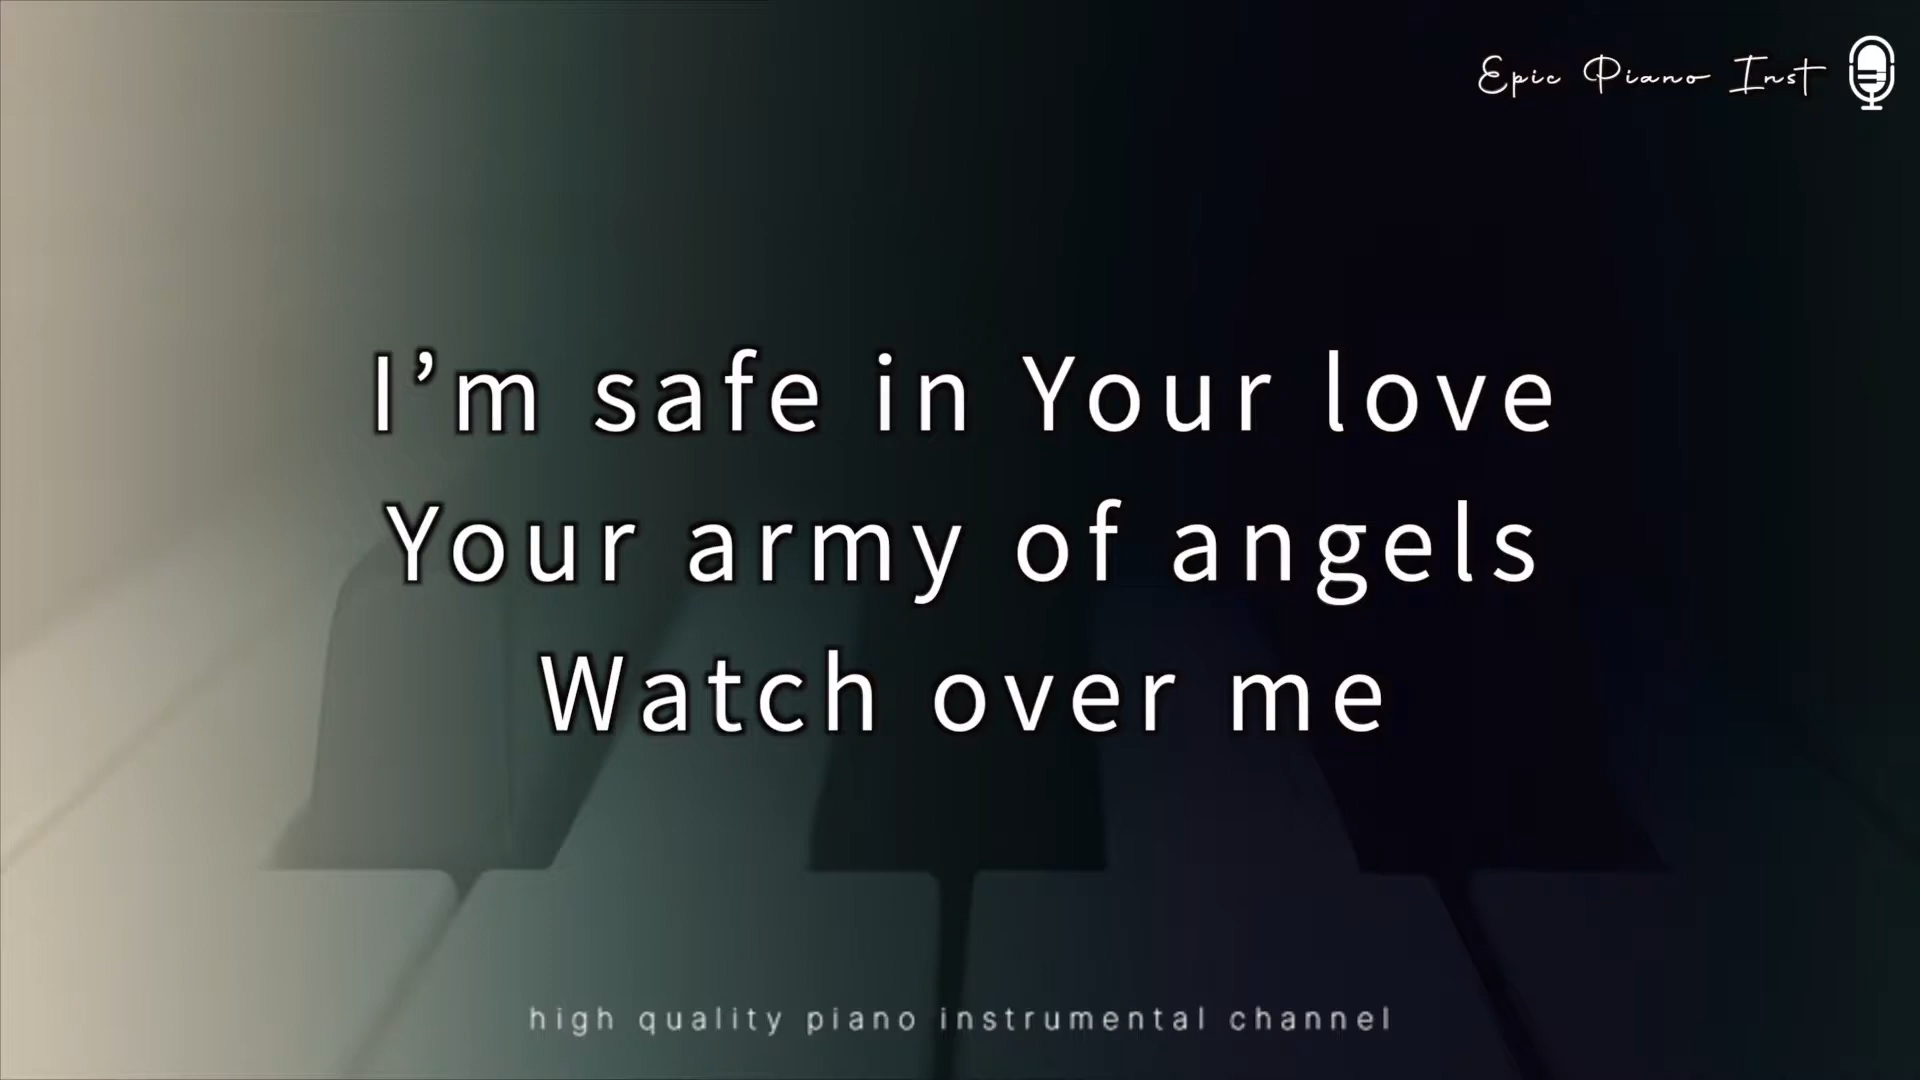 Epic Piano Inst
I’m safe in Your love
Your army of angels
Watch over me
high quality piano instrumental channel